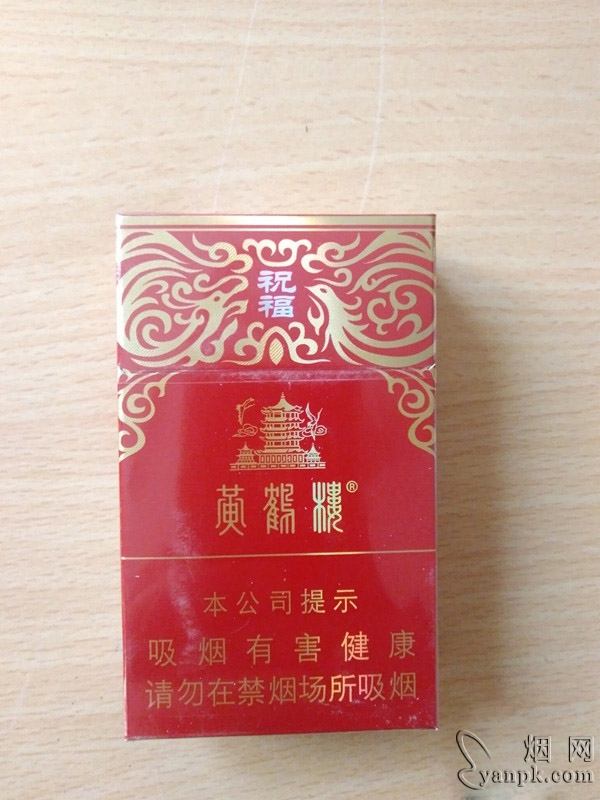 祝
福
黄鹤楼®
本公司提示
吸烟有害健康
请勿在禁烟场所吸烟
烟网
yanpk.com